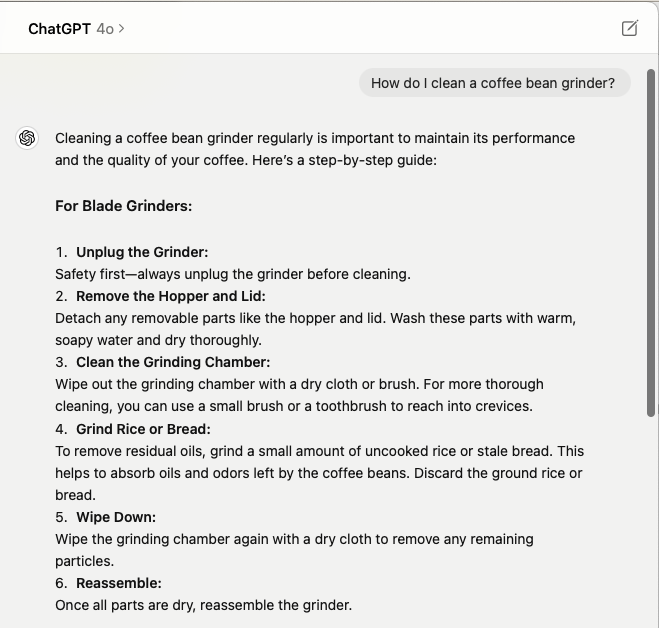 ChatGPT 4o >
How do I clean a coffee bean grinder?
Cleaning a coffee bean grinder regularly is important to maintain its performance
and the quality of your coffee. Here’s a step-by-step guide:
For Blade Grinders:
1. Unplug the Grinder:
Safety first—always unplug the grinder before cleaning.
2. Remove the Hopper and Lid:
Detach any removable parts like the hopper and lid. Wash these parts with warm,
soapy water and dry thoroughly.
3. Clean the Grinding Chamber:
Wipe out the grinding chamber with a dry cloth or brush. For more thorough
cleaning, you can use a small brush or a toothbrush to reach into crevices.
4. Grind Rice or Bread:
To remove residual oils, grind a small amount of uncooked rice or stale bread. This
helps to absorb oils and odors left by the coffee beans. Discard the ground rice or
bread.
5. Wipe Down:
Wipe the grinding chamber again with a dry cloth to remove any remaining
particles.
6. Reassemble:
Once all parts are dry, reassemble the grinder.